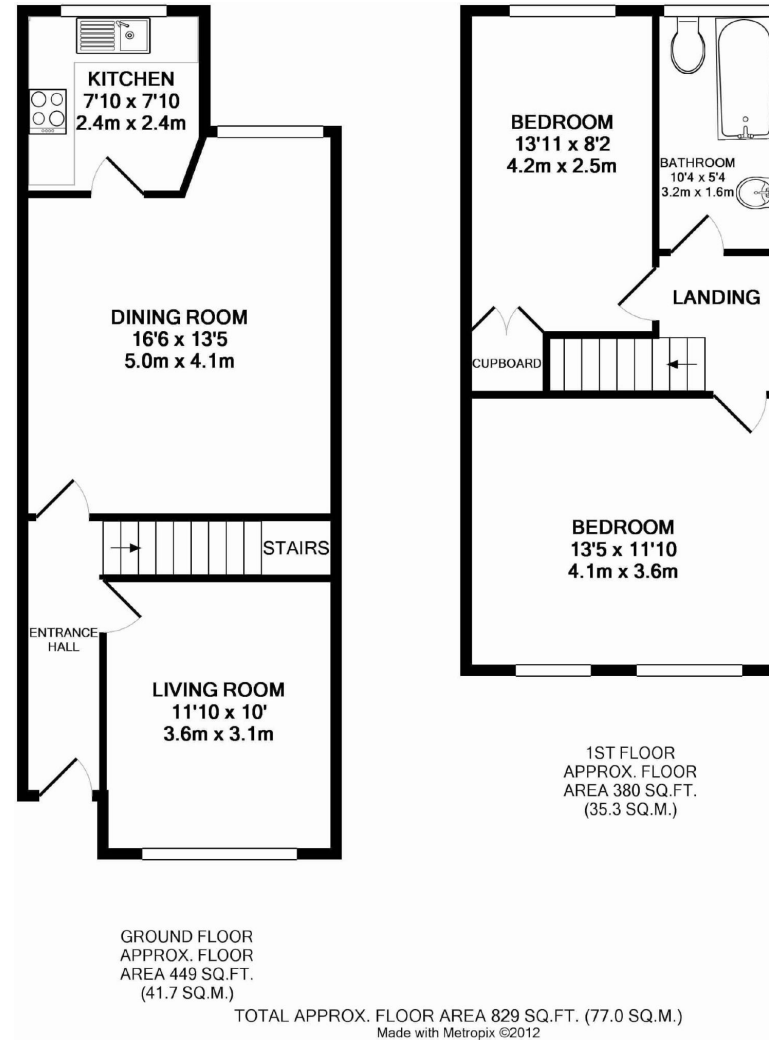 KITCHEN
7'10 x 7'10
2.4m x 2.4m
DINING ROOM
16'6 x 13'5
5.0m x 4.1m
STAIRS
ENTRANCE
HALL
LIVING ROOM
11'10 x 10'
3.6m x 3.1m
GROUND FLOOR
APPROX. FLOOR
AREA 449 SQ.FT.
(41.7 SQ.M.)
BEDROOM
13'11 x 8'2
4.2m x 2.5m
BATHROOM
10'4 x 5'4
3.2m x 1.6m
LANDING
CUPBOARD
BEDROOM
13'5 x 11'10
4.1m x 3.6m
1ST FLOOR
APPROX. FLOOR
AREA 380 SQ.FT.
(35.3 SQ.M.)
TOTAL APPROX. FLOOR AREA 829 SQ.FT. (77.0 SQ.M.)
Made with Metropix ©2012